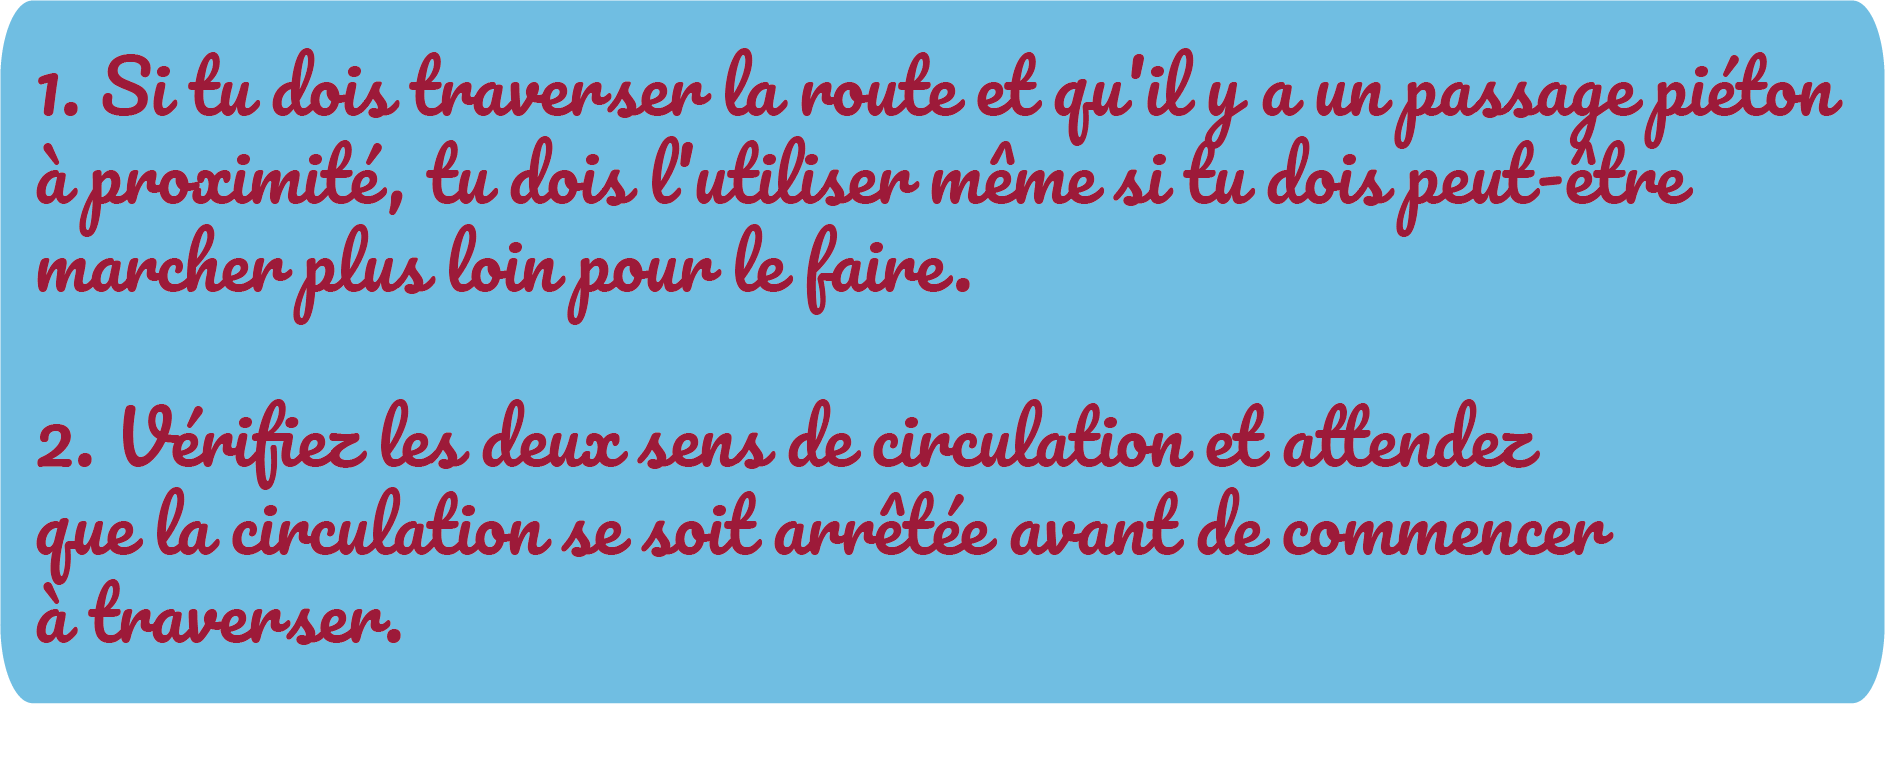 1. Si tu dois traverser la route et qu'il y a un passage piéton
à proximité, tu dois l'utiliser même si tu dois peut-être
marcher plus loin pour le faire.
2. Vérifiez les deux sens de circulation et attendez
que la circulation se soit arrêtée avant de commencer
à traverser.